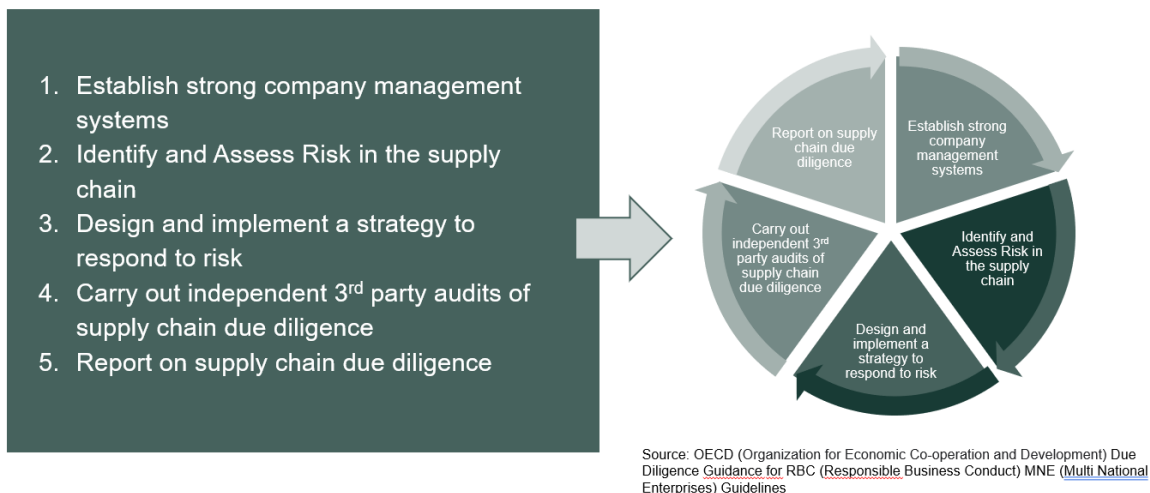 1. Establish strong company management
systems
2. Identify and Assess Risk in the supply
chain
3. Design and implement a strategy to
respond to risk
4. Carry out independent 3rd party audits of
supply chain due diligence
5. Report on supply chain due diligence
Establish strong
company
management
systems
Identify and
Assess Risk in
the supply
chain
Design and
implement a
strategy to
respond to risk
Carry out
independent 3rd
party audits of
supply chain
due diligence
Report on supply
chain due
diligence
Source: OECD (Organization for Economic Co-operation and Development) Due
Diligence Guidance for RBC (Responsible Business Conduct) MNE (Multi National
Enterprises) Guidelines